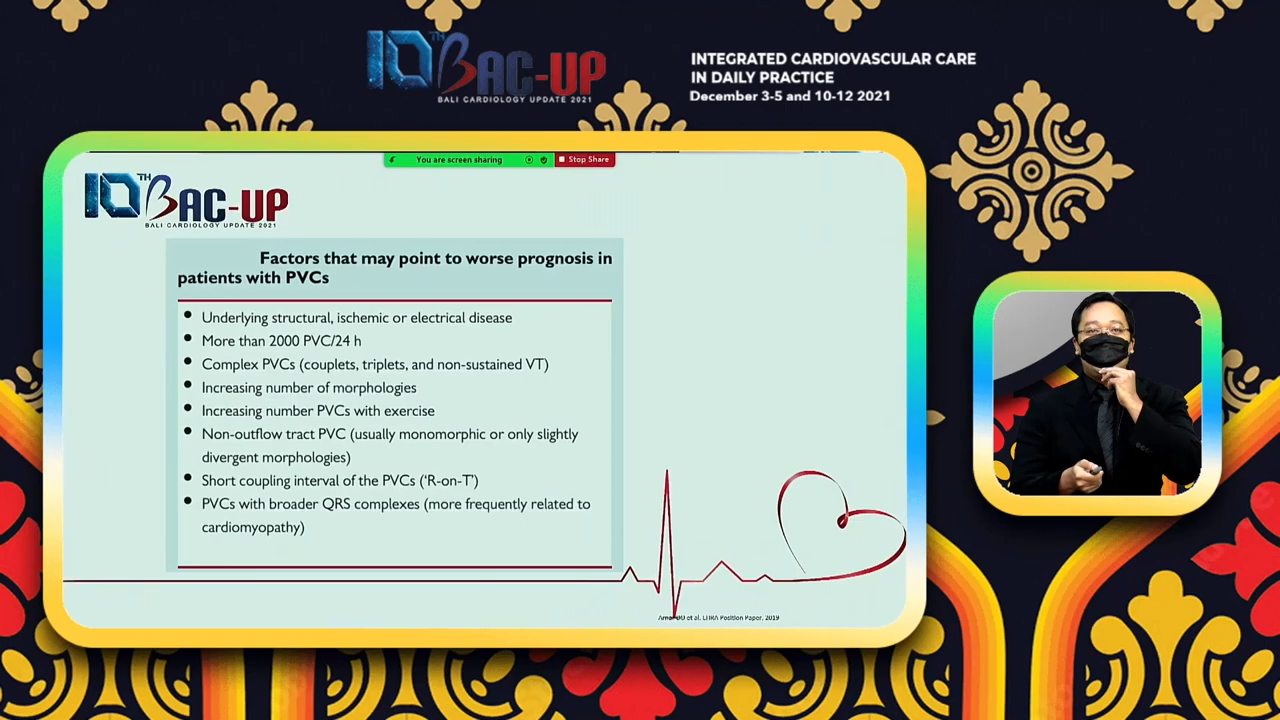 10TH BAC-UP
BALI CARDIOLOGY UPDATE 2021
INTEGRATED CARDIOVASCULAR CARE
IN DAILY PRACTICE
December 3-5 and 10-12 2021
You are screen sharing
Stop Share
10TH BAC-UP
BALI CARDIOLOGY UPDATE 2021
Factors that may point to worse prognosis in
patients with PVCs
• Underlying structural, ischemic or electrical disease
• More than 2000 PVC/24 h
• Complex PVCs (couplets, triplets, and non-sustained VT)
• Increasing number of morphologies
• Increasing number PVCs with exercise
• Non-outflow tract PVC (usually monomorphic or only slightly
divergent morphologies)
• Short coupling interval of the PVCs (‘R-on-T’)
• PVCs with broader QRS complexes (more frequently related to
cardiomyopathy)
et al. EHRA Position Paper. 2019